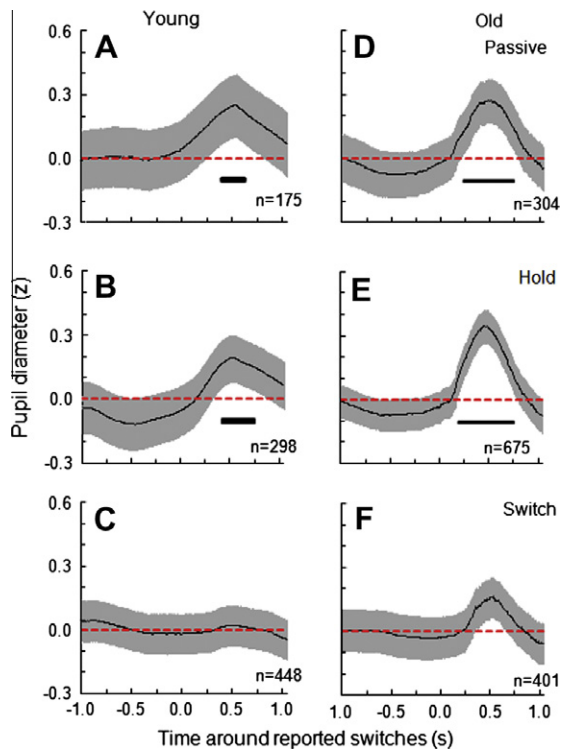 Young
Old
Passive
A
D
0.6
0.3
0.0
-0.3
n=175
n=304
B
E
Hold
0.6
0.3
0.0
-0.3
n=298
n=675
C
F
Switch
0.6
0.3
0.0
-0.3
n=448
n=401
-1.0 -0.5 0.0 0.5 1.0
1.0 -0.5 0.0 0.5 1.0
Pupil diameter (z)
Time around reported switches (s)